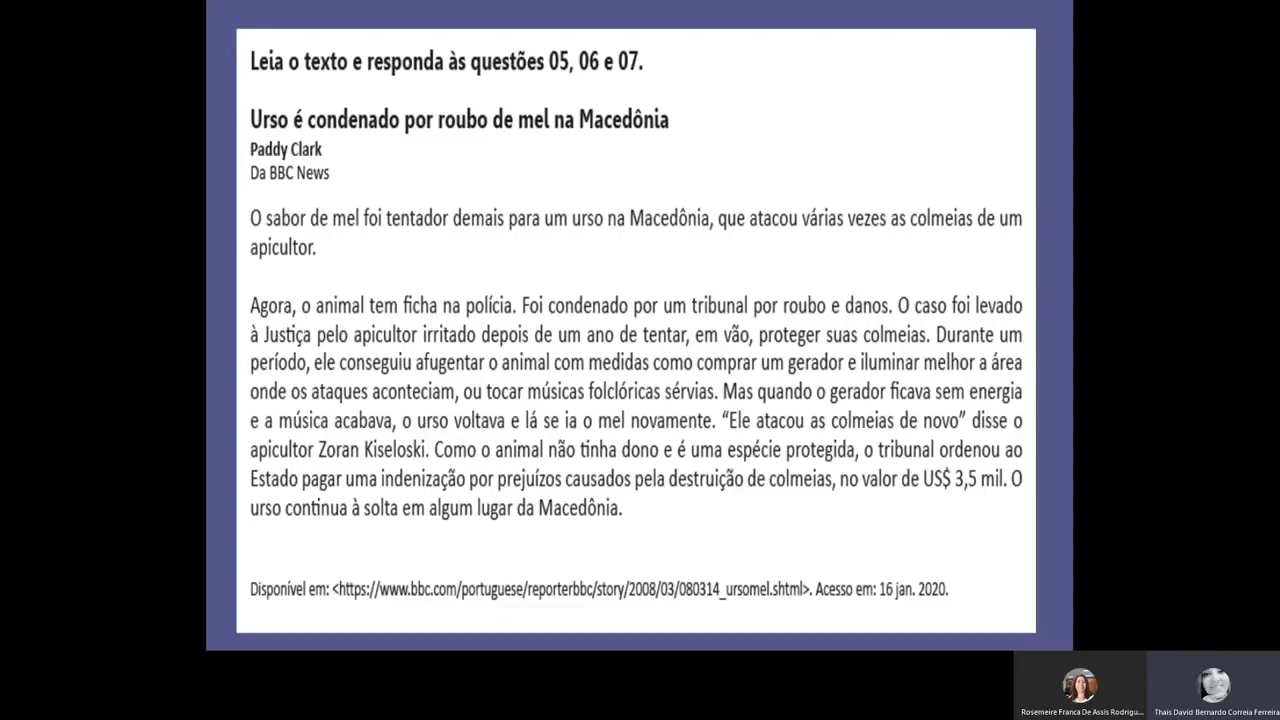 Leia o texto e responda às questões 05, 06 e 07.
Urso é condenado por roubo de mel na Macedônia
Paddy Clark
Da BBC News
O sabor de mel foi tentador demais para um urso na Macedônia, que atacou várias vezes as colmeias de um
apicultor.
Agora, o animal tem ficha na polícia. Foi condenado por um tribunal por roubo e danos. O caso foi levado
à Justiça pelo apicultor irritado depois de um ano de tentar, em vão, proteger suas colmeias. Durante um
período, ele conseguiu afugentar o animal com medidas como comprar um gerador e iluminar melhor a área
onde os ataques aconteciam, ou tocar músicas folclóricas sérvias. Mas quando o gerador ficava sem energia
e a música acabava, o urso voltava e lá se ia o mel novamente. “Ele atacou as colmeias de novo” disse o
apicultor Zoran Kiseloski. Como o animal não tinha dono e é uma espécie protegida, o tribunal ordenou ao
Estado pagar uma indenização por prejuízos causados pela destruição de colmeias, no valor de US$ 3,5 mil. O
urso continua à solta em algum lugar da Macedônia.
Disponível em: <https://www.bbc.com/portuguese/reporterbbc/story/2008/03/080314_ursomel.shtml>. Acesso em: 16 jan. 2020.
Rosemeire Franca De Assis Rodrigu...
Thais David Bernardo Correia Ferreira